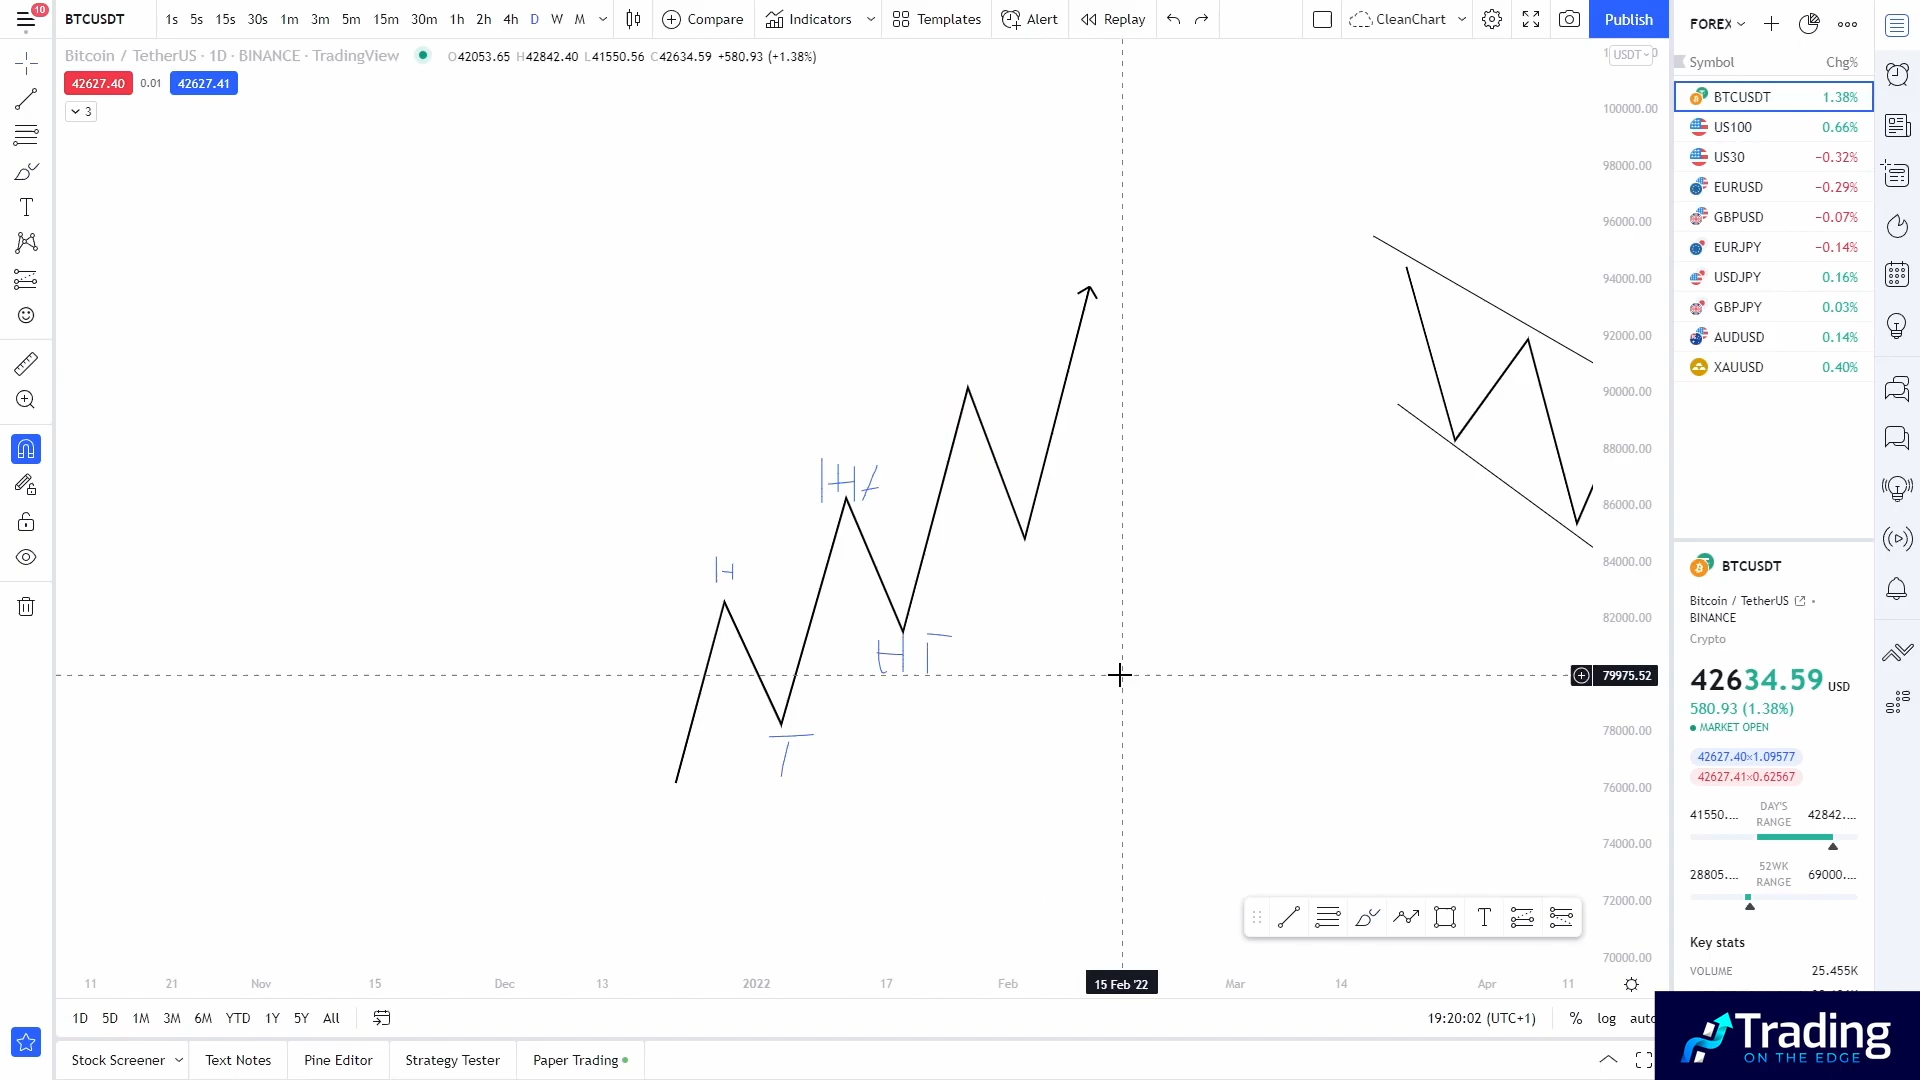 10
BTCUSDT 1s 5s 15s 30s 1m 3m 5m 15m 30m 1h 2h 4h D W M Compare Indicators Templates Alert Replay CleanChart Publish
Bitcoin / TetherUS · 1D · BINANCE · TradingView O42053.65 H42842.40 L41550.56 C42634.59 +580.93 (+1.38%)
42627.40 0.01 42627.41
3
H
HH
T
HT
USDT
100000.00
98000.00
96000.00
94000.00
92000.00
90000.00
88000.00
86000.00
84000.00
82000.00
79975.52
78000.00
76000.00
74000.00
72000.00
70000.00
11 21 Nov 15 Dec 13 2022 17 Feb 15 Feb '22 Mar 14 Apr 11
1D 5D 1M 3M 6M YTD 1Y 5Y All 19:20:02 (UTC+1) % log auto
Stock Screener Text Notes Pine Editor Strategy Tester Paper Trading
FOREX
Symbol Chg%
BTCUSDT 1.38%
US100 0.66%
US30 −0.32%
EURUSD −0.29%
GBPUSD −0.07%
EURJPY −0.14%
USDJPY 0.16%
GBPJPY 0.03%
AUDUSD 0.14%
XAUUSD 0.40%
BTCUSDT
Bitcoin / TetherUS ·
BINANCE
Crypto
42634.59 USD
580.93 (1.38%)
MARKET OPEN
42627.40×1.09577
42627.41×0.62567
41550.… DAY'S RANGE 42842.…
28805.… 52WK RANGE 69000.…
Key stats
VOLUME 25.455K
Trading
ON THE EDGE